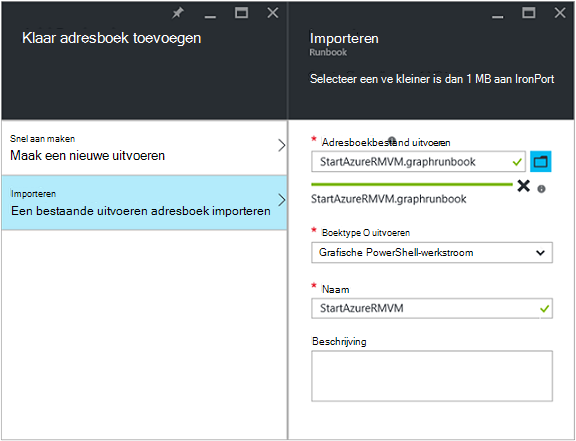 Klaar adresboek toevoegen
Snel aan maken
Maak een nieuwe uitvoeren
Importeren
Een bestaande uitvoeren adresboek importeren
Importeren
Runbook
Selecteer een ve kleiner is dan 1 MB aan IronPort
* Adresboekbestand uitvoeren
StartAzureRMVM.graphrunbook
StartAzureRMVM.graphrunbook
* Boektype O uitvoeren
Grafische PowerShell-werkstroom
* Naam
StartAzureRMVM
Beschrijving